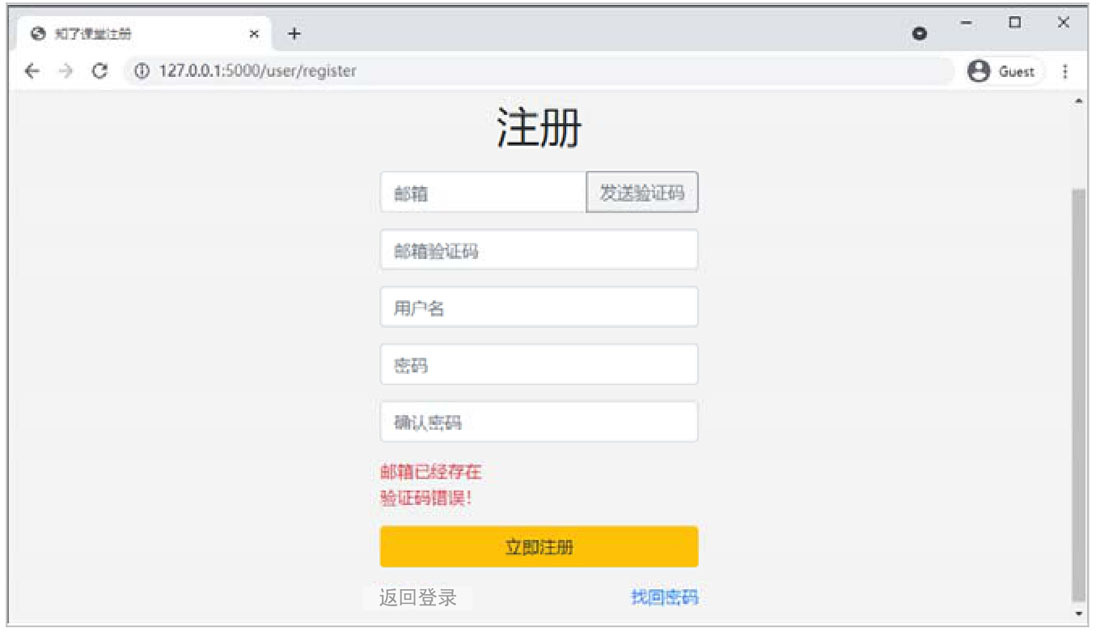 知了课堂注册
127.0.0.1:5000/user/register
Guest
注册
邮箱
发送验证码
邮箱验证码
用户名
密码
确认密码
邮箱已经存在
验证码错误！
立即注册
返回登录
找回密码